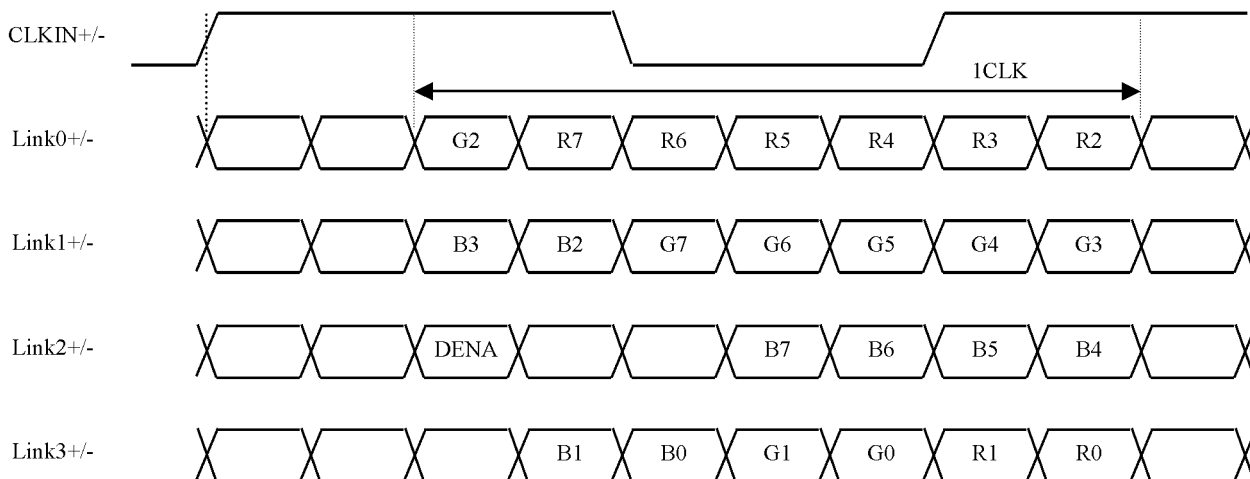 CLKIN+/-
1CLK
Link0+/- G2 R7 R6 R5 R4 R3 R2
Link1+/- B3 B2 G7 G6 G5 G4 G3
Link2+/- DENA B7 B6 B5 B4
Link3+/- B1 B0 G1 G0 R1 R0